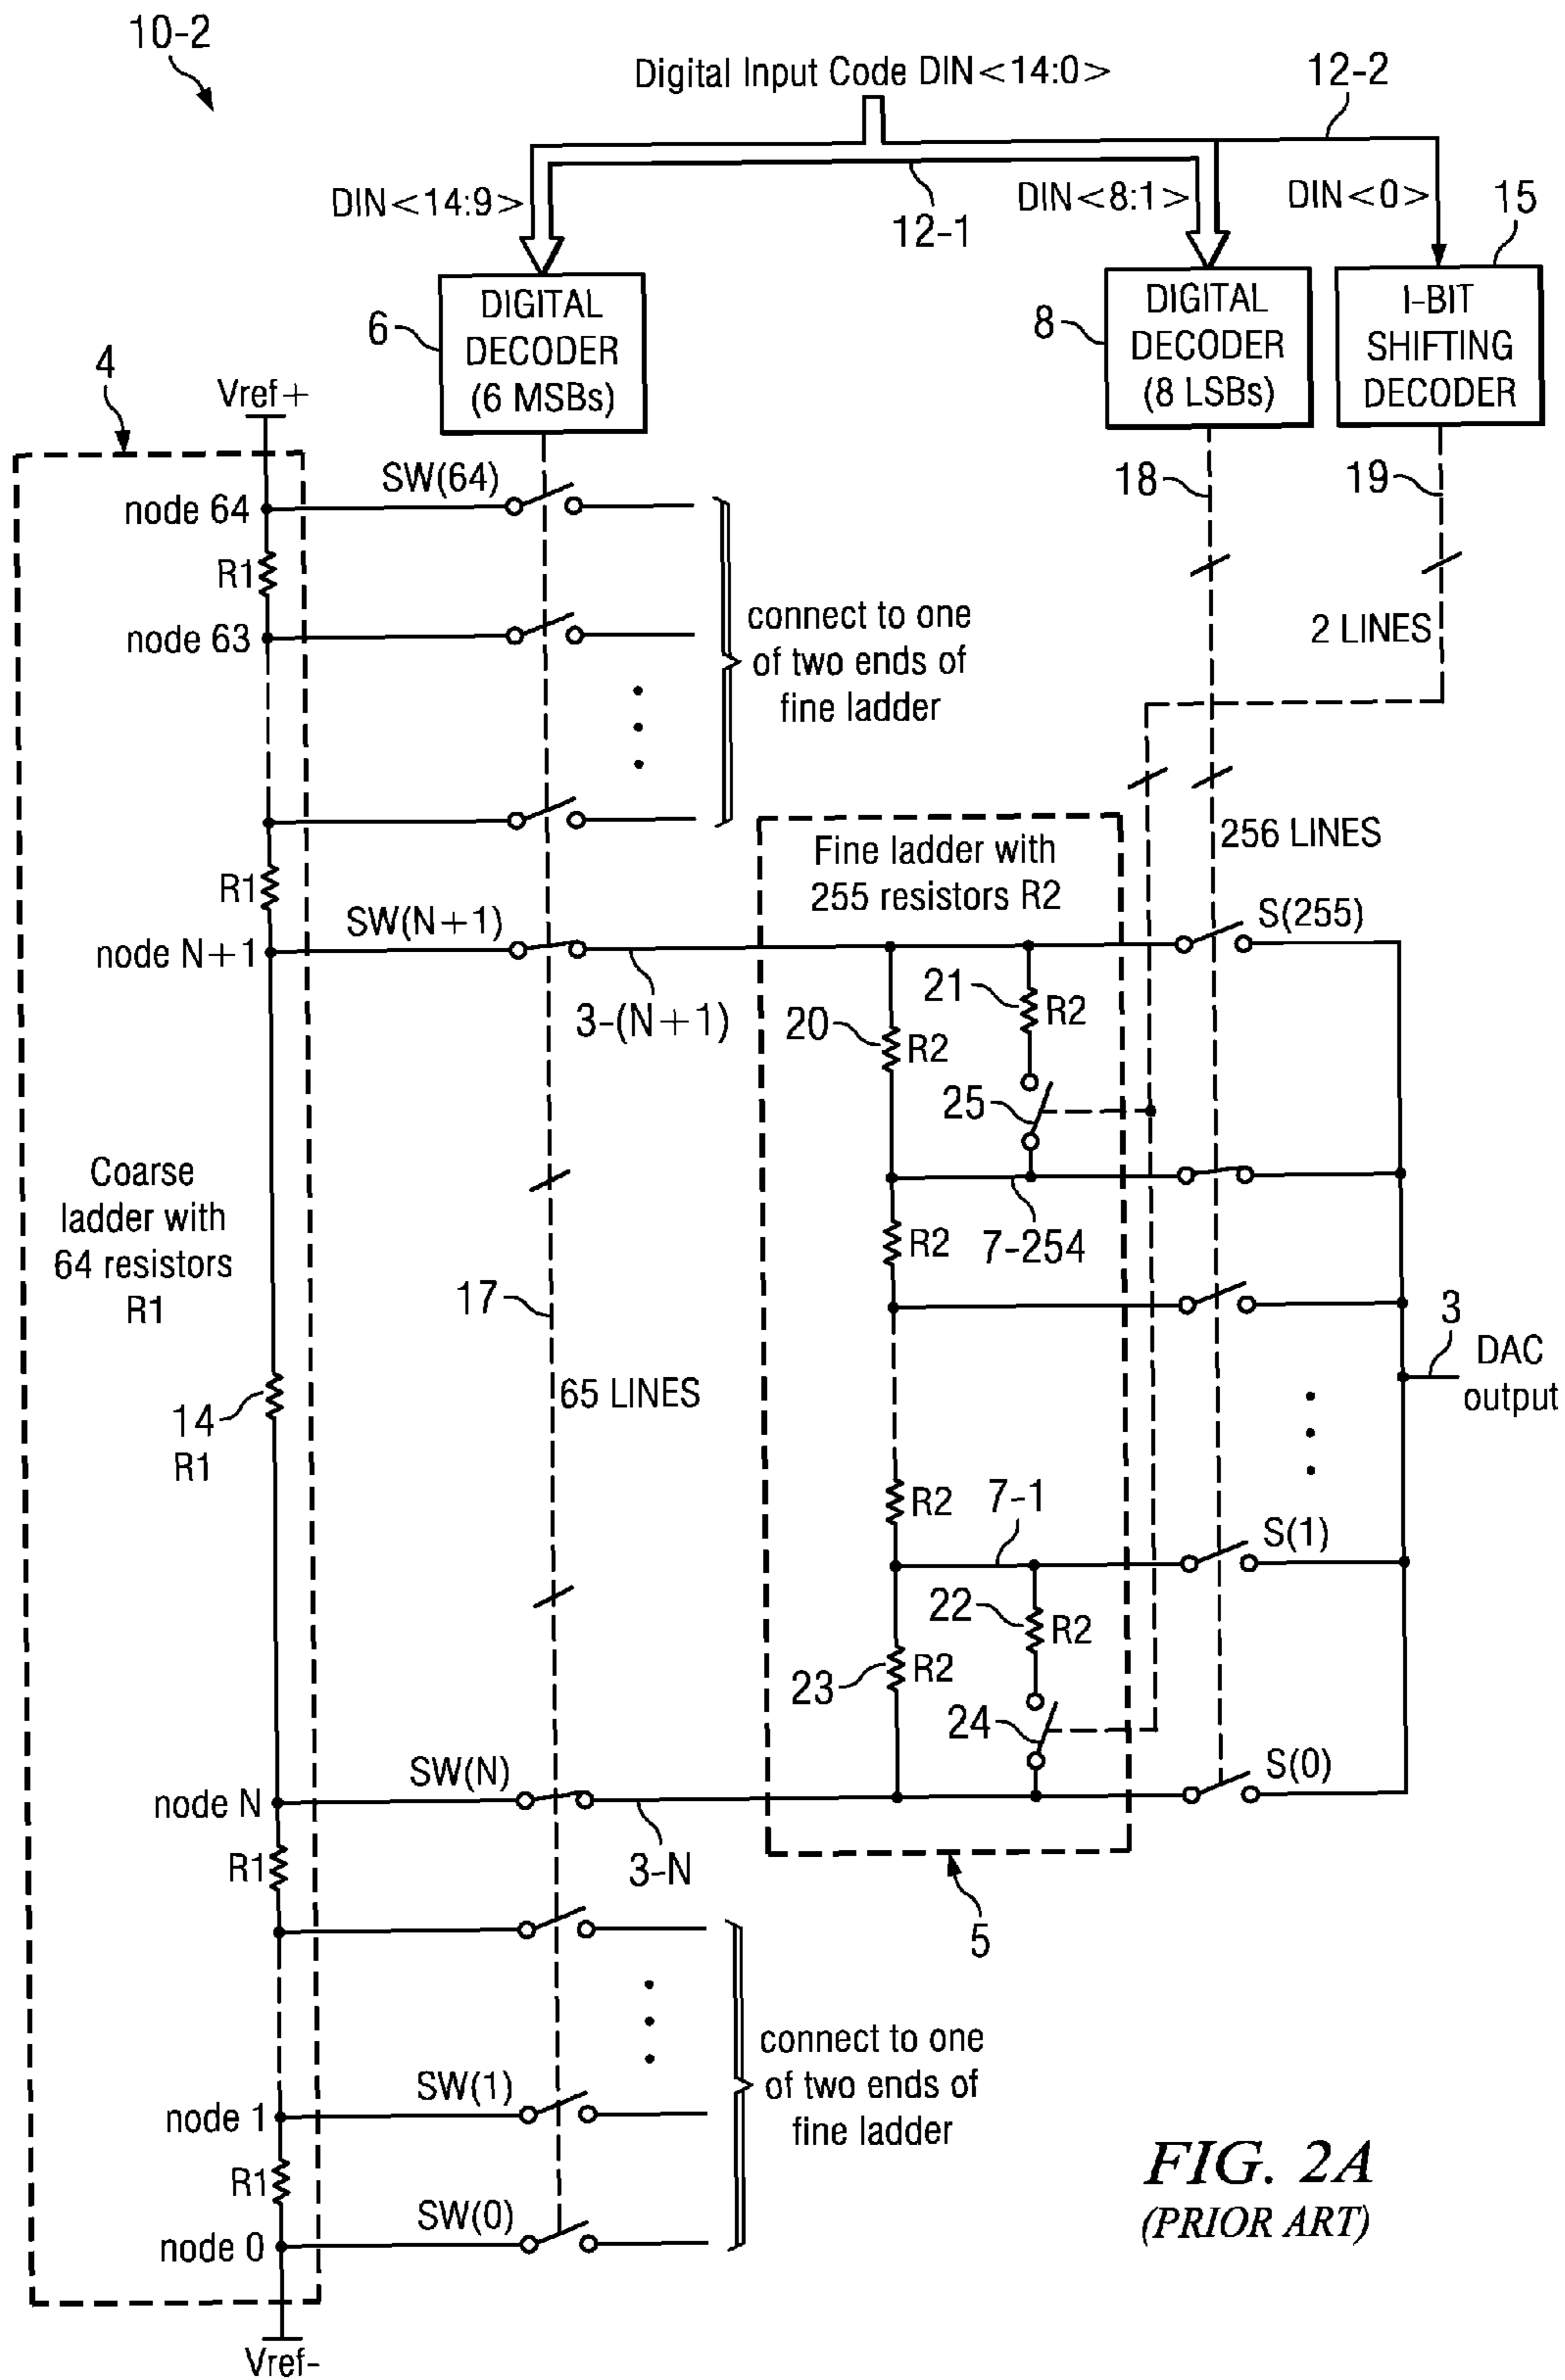 10-2
Digital Input Code DIN<14:0>
12-2
DIN<14:9>
12-1
DIN<8:1>
DIN<0>
15
6
DIGITAL
DECODER
(6 MSBs)
8
DIGITAL
DECODER
(8 LSBs)
I-BIT
SHIFTING
DECODER
4
Vref+
node 64
SW(64)
18
19
R1
node 63
connect to one
of two ends of
fine ladder
2 LINES
R1
Fine ladder with
255 resistors R2
256 LINES
node N+1
SW(N+1)
3-(N+1)
S(255)
20
R2
21
R2
25
7-254
R2
Coarse
ladder with
64 resistors
R1
17
65 LINES
14
R1
3
DAC
output
R2
7-1
S(1)
22
R2
23
R2
24
node N
SW(N)
3-N
S(0)
R1
5
connect to one
of two ends of
fine ladder
node 1
SW(1)
R1
node 0
SW(0)
Vref-
FIG. 2A
(PRIOR ART)